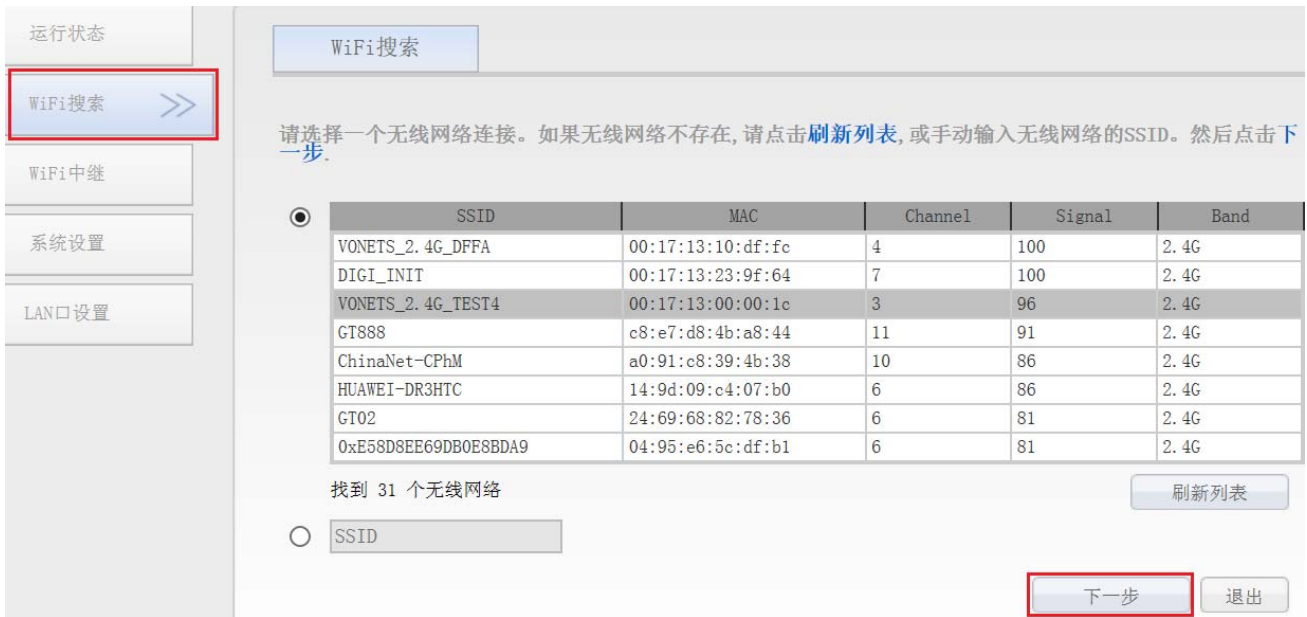 运行状态
WiFi搜索
WiFi中继
系统设置
LAN口设置
WiFi搜索
请选择一个无线网络连接。如果无线网络不存在,请点击刷新列表,或手动输入无线网络的SSID。然后点击下
一步.
SSID MAC Channel Signal Band
VONETS_2.4G_DFFA 00:17:13:10:df:fc 4 100 2.4G
DIGI_INIT 00:17:13:23:9f:64 7 100 2.4G
VONETS_2.4G_TEST4 00:17:13:00:00:1c 3 96 2.4G
GT888 c8:e7:d8:4b:a8:44 11 91 2.4G
ChinaNet-CPhM a0:91:c8:39:4b:38 10 86 2.4G
HUAWEI-DR3HTC 14:9d:09:c4:07:b0 6 86 2.4G
GT02 24:69:68:82:78:36 6 81 2.4G
0xE58D8EE69DB0E8BDA9 04:95:e6:5c:df:b1 6 81 2.4G
找到 31 个无线网络
刷新列表
SSID
下一步 退出